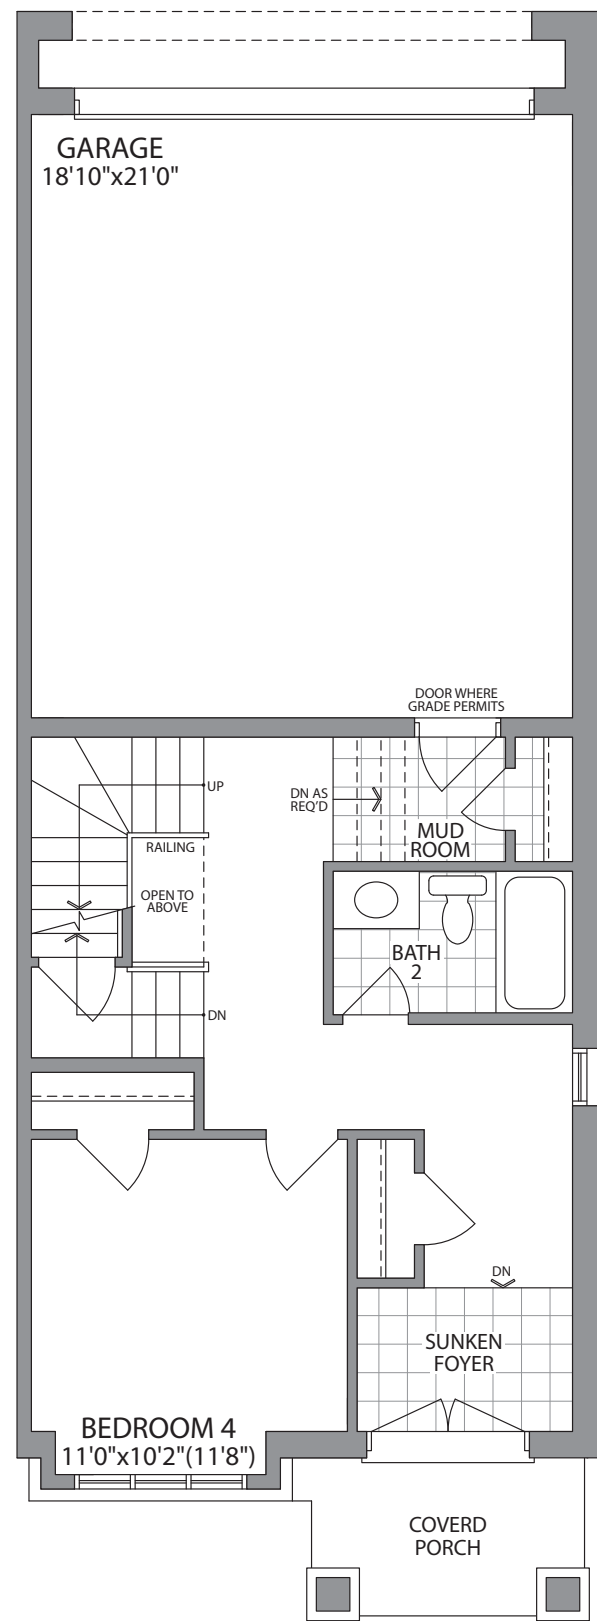 GARAGE
18'10"x21'0"
DOOR WHERE
GRADE PERMITS
UP
DN AS
REQ'D
MUD
ROOM
RAILING
OPEN TO
ABOVE
BATH
2
DN
DN
SUNKEN
FOYER
BEDROOM 4
11'0"x10'2"(11'8")
COVERD
PORCH